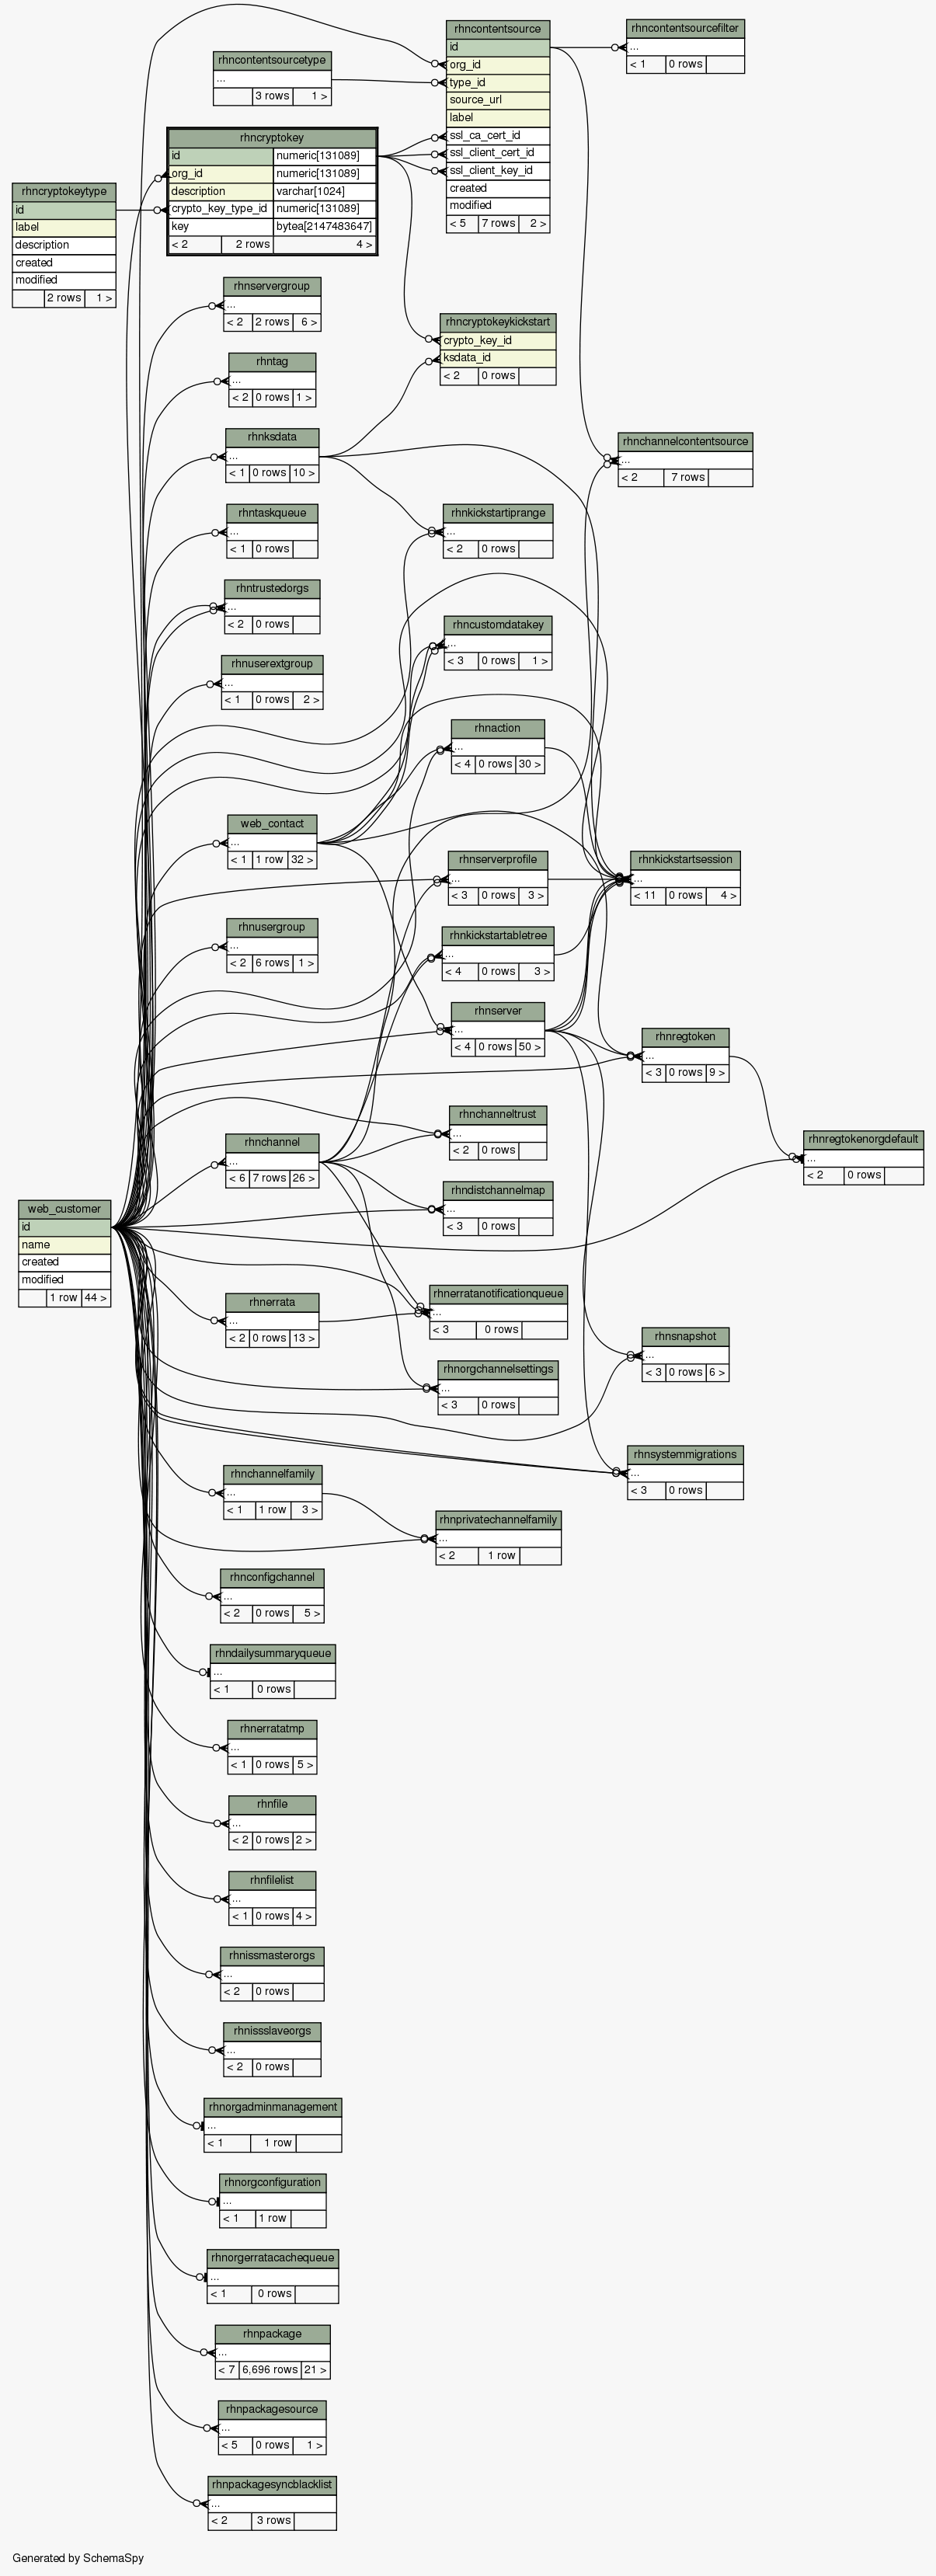 rhncontentsource
id
org_id
type_id
source_url
label
ssl_ca_cert_id
ssl_client_cert_id
ssl_client_key_id
created
modified
< 5 7 rows 2 >
rhncontentsourcefilter
...
< 1 0 rows
rhncontentsourcetype
...
3 rows 1 >
rhncryptokey
id numeric[131089]
org_id numeric[131089]
description varchar[1024]
crypto_key_type_id numeric[131089]
key bytea[2147483647]
< 2 2 rows 4 >
rhncryptokeytype
id
label
description
created
modified
2 rows 1 >
rhnservergroup
...
< 2 2 rows 6 >
rhncryptokeykickstart
crypto_key_id
ksdata_id
< 2 0 rows
rhntag
...
< 2 0 rows 1 >
rhnksdata
...
< 1 0 rows 10 >
rhnchannelcontentsource
...
< 2 7 rows
rhntaskqueue
...
< 1 0 rows
rhnkickstartiprange
...
< 2 0 rows
rhntrustedorgs
...
< 2 0 rows
rhncustomdatakey
...
< 3 0 rows 1 >
rhnuserextgroup
...
< 1 0 rows 2 >
rhnaction
...
< 4 0 rows 30 >
web_contact
...
< 1 1 row 32 >
rhnserverprofile
...
< 3 0 rows 3 >
rhnkickstartsession
...
< 11 0 rows 4 >
rhnusergroup
...
< 2 6 rows 1 >
rhnkickstartabletree
...
< 4 0 rows 3 >
rhnserver
...
< 4 0 rows 50 >
rhnregtoken
...
< 3 0 rows 9 >
rhnchanneltrust
...
< 2 0 rows
rhnchannel
...
< 6 7 rows 26 >
rhnregtokenorgdefault
...
< 2 0 rows
rhndistchannelmap
...
< 3 0 rows
web_customer
id
name
created
modified
1 row 44 >
rhnerrata
...
< 2 0 rows 13 >
rhnerratanotificationqueue
...
< 3 0 rows
rhnsnapshot
...
< 3 0 rows 6 >
rhnorgchannelsettings
...
< 3 0 rows
rhnsystemmigrations
...
< 3 0 rows
rhnchannelfamily
...
< 1 1 row 3 >
rhnprivatechannelfamily
...
< 2 1 row
rhnconfigchannel
...
< 2 0 rows 5 >
rhndailysummaryqueue
...
< 1 0 rows
rhnerratatmp
...
< 1 0 rows 5 >
rhnfile
...
< 2 0 rows 2 >
rhnfilelist
...
< 1 0 rows 4 >
rhnissmasterorgs
...
< 2 0 rows
rhnissslaveorgs
...
< 2 0 rows
rhnorgadminmanagement
...
< 1 1 row
rhnorgconfiguration
...
< 1 1 row
rhnorgerratacachequeue
...
< 1 0 rows
rhnpackage
...
< 7 6,696 rows 21 >
rhnpackagesource
...
< 5 0 rows 1 >
rhnpackagesyncblacklist
...
< 2 3 rows
Generated by SchemaSpy